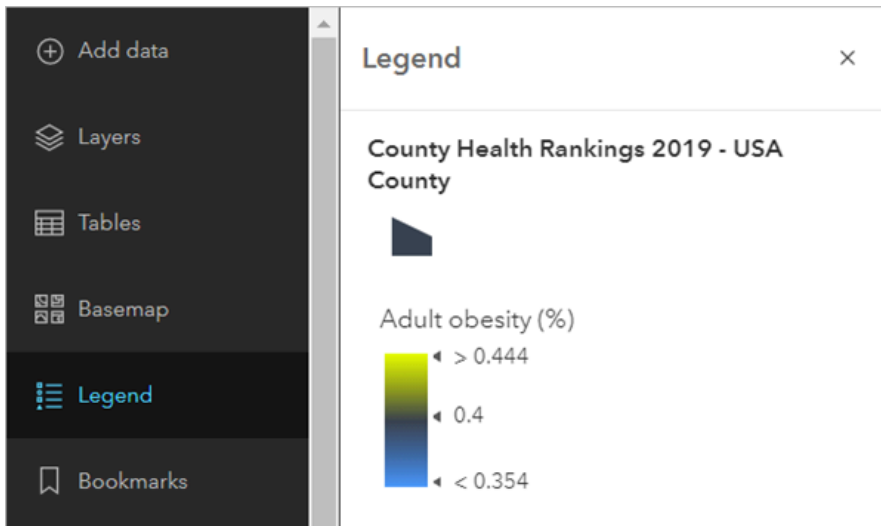 Add data
Layers
Tables
Basemap
Legend
Bookmarks
Legend
County Health Rankings 2019 - USA
County
Adult obesity (%)
> 0.444
0.4
< 0.354